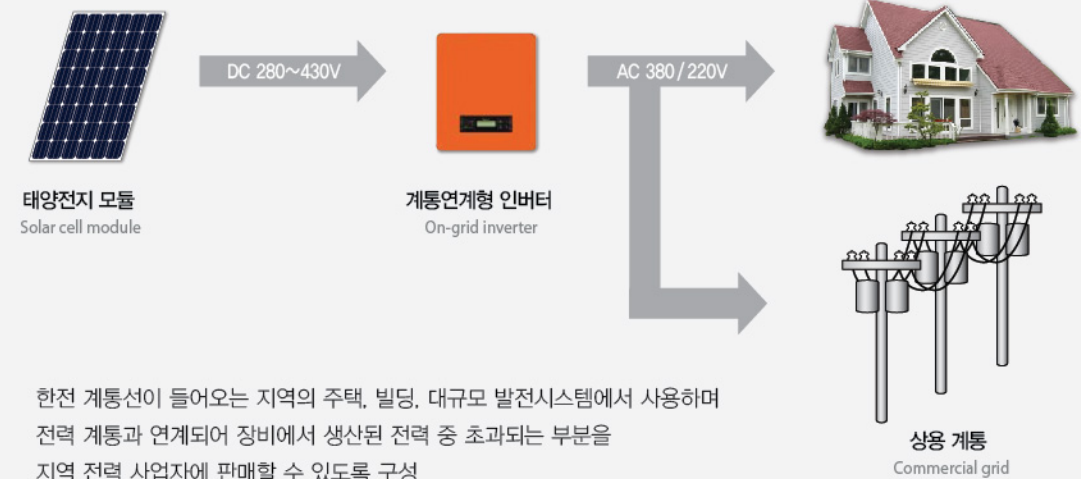 DC 280~430V
AC 380 / 220V
태양전지 모듈
Solar cell module
계통연계형 인버터
On-grid inverter
한전 계통선이 들어오는 지역의 주택, 빌딩, 대규모 발전시스템에서 사용하며
전력 계통과 연계되어 장비에서 생산된 전력 중 초과되는 부분을
지역 전력 사업자에 판매할 수 있도록 구성
상용 계통
Commercial grid